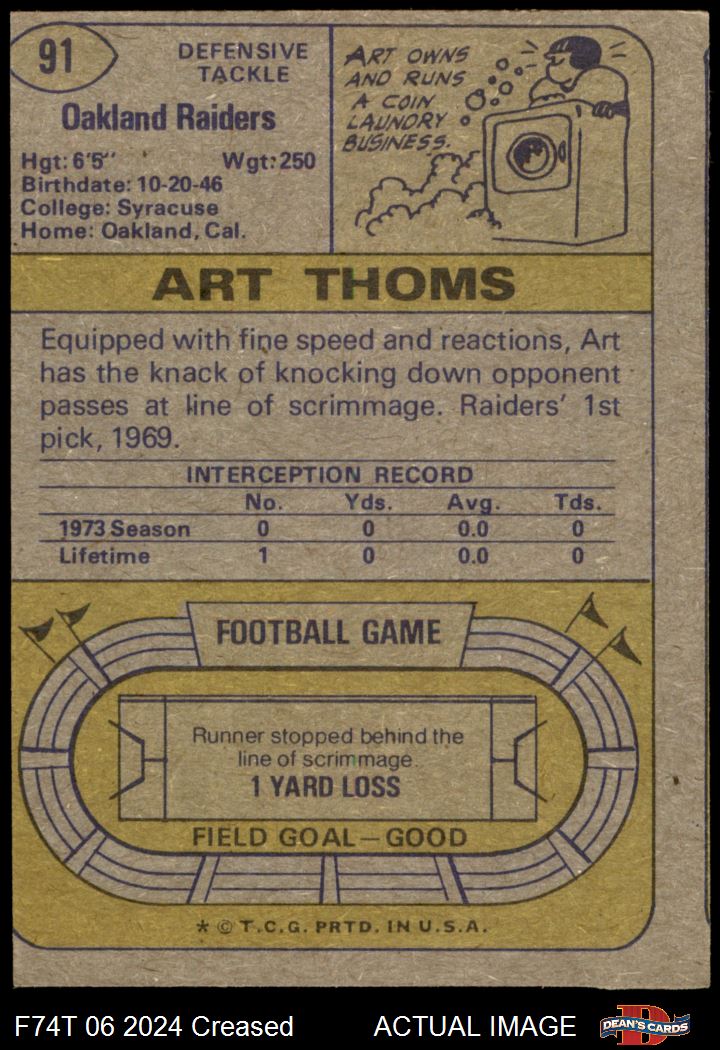 91
DEFENSIVE
TACKLE
Oakland Raiders
Hgt: 6'5" Wgt: 250
Birthdate: 10-20-46
College: Syracuse
Home: Oakland, Cal.
ART OWNS
AND RUNS
A COIN
LAUNDRY
BUSINESS.
ART THOMS
Equipped with fine speed and reactions, Art
has the knack of knocking down opponent
passes at line of scrimmage. Raiders' 1st
pick, 1969.
INTERCEPTION RECORD
No. Yds. Avg. Tds.
1973 Season 0 0 0.0 0
Lifetime 1 0 0.0 0
FOOTBALL GAME
Runner stopped behind the
line of scrimmage.
1 YARD LOSS
FIELD GOAL—GOOD
* © T.C.G. PRTD. IN U.S.A.
F74T 06 2024 Creased ACTUAL IMAGE
D
DEAN'S CARDS